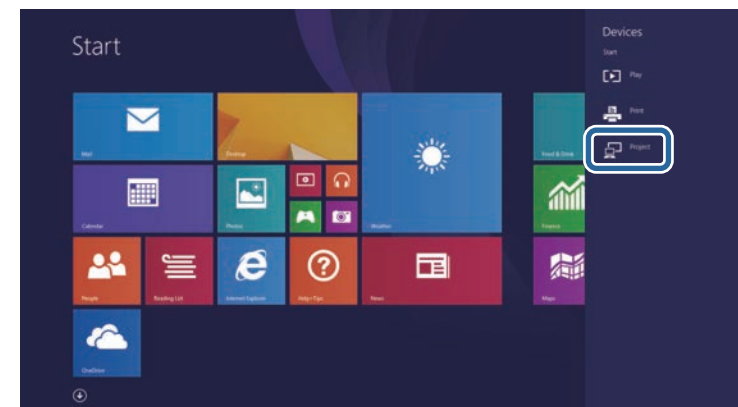 Start
Mail
Desktop
Calendar
Photos
Weather
Food & Drink
Finance
People
Reading List
Internet Explorer
Help+Tips
News
Maps
OneDrive
Devices
Start
Play
Print
Project